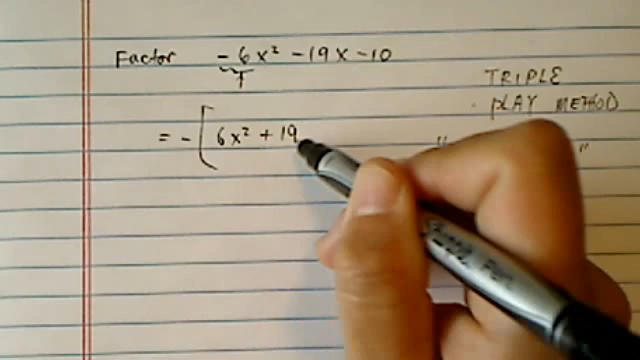 Factor -6x² -19x -10
TRIPLE
PLAY METHOD
= - [ 6x² + 19
" "